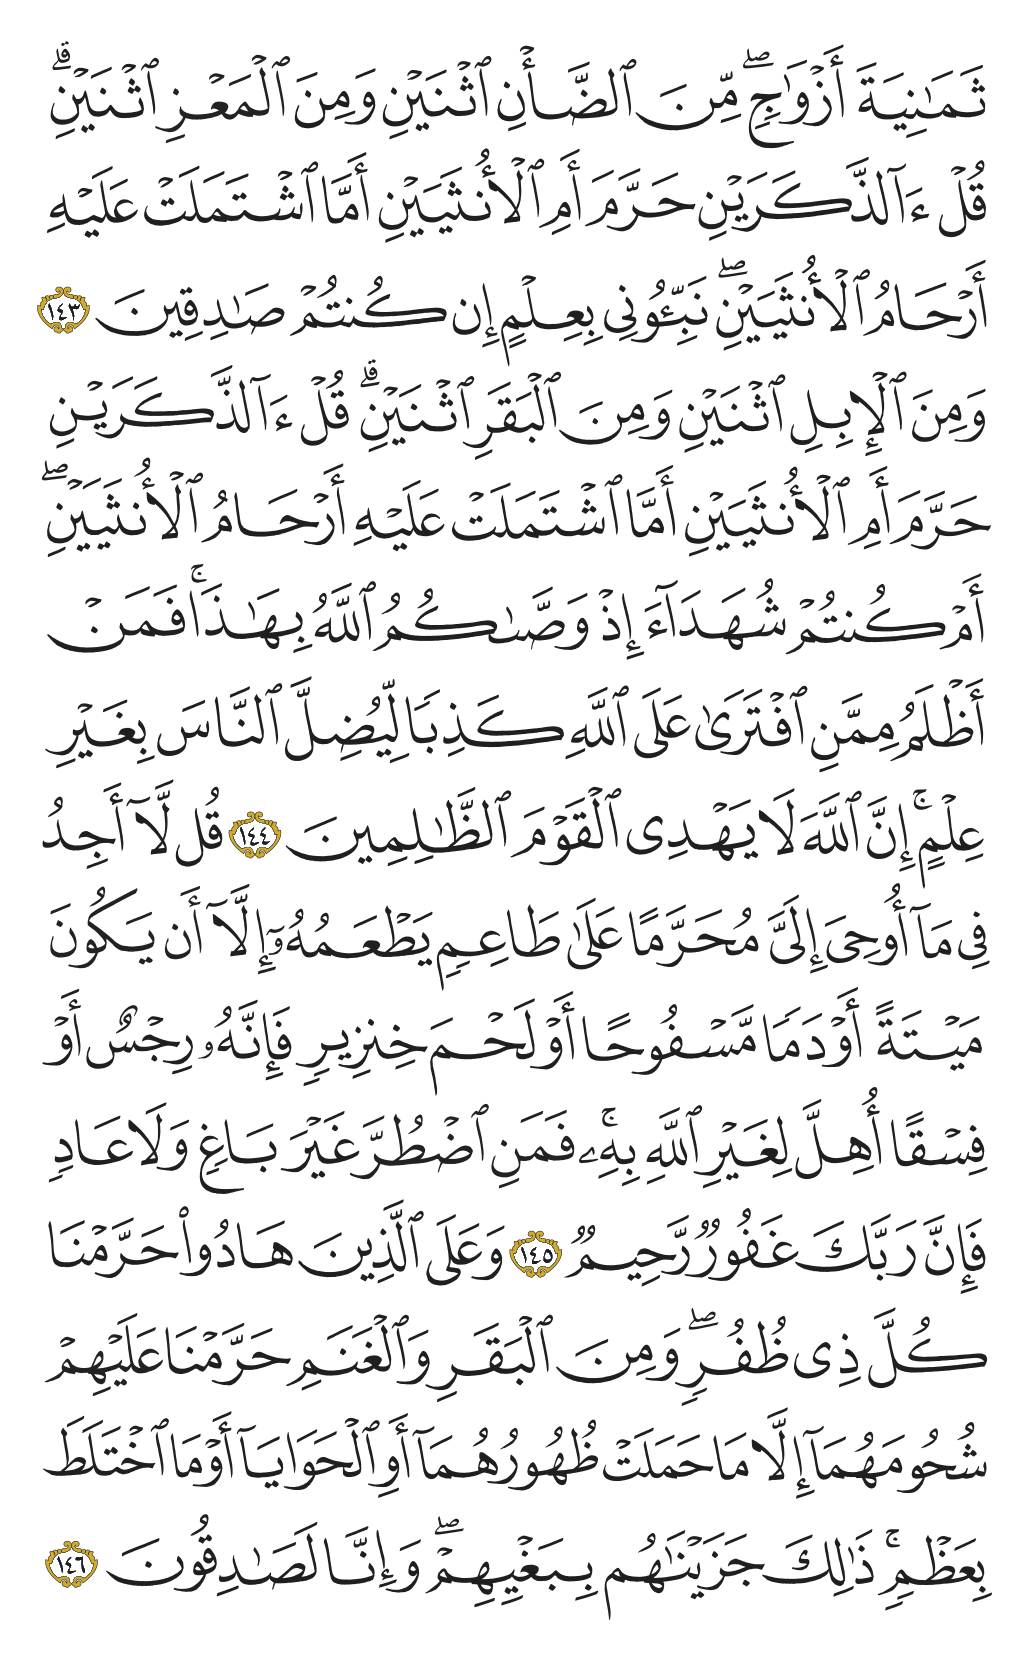 ثَمَٰنِيَةَ أَزۡوَٰجٖۖ مِّنَ ٱلضَّأۡنِ ٱثۡنَيۡنِ وَمِنَ ٱلۡمَعۡزِ ٱثۡنَيۡنِۗ
قُلۡ ءَآلذَّكَرَيۡنِ حَرَّمَ أَمِ ٱلۡأُنثَيَيۡنِ أَمَّا ٱشۡتَمَلَتۡ عَلَيۡهِ
أَرۡحَامُ ٱلۡأُنثَيَيۡنِۖ نَبِّـُٔونِي بِعِلۡمٍ إِن كُنتُمۡ صَٰدِقِينَ ١٤٣
وَمِنَ ٱلۡإِبِلِ ٱثۡنَيۡنِ وَمِنَ ٱلۡبَقَرِ ٱثۡنَيۡنِۗ قُلۡ ءَآلذَّكَرَيۡنِ
حَرَّمَ أَمِ ٱلۡأُنثَيَيۡنِ أَمَّا ٱشۡتَمَلَتۡ عَلَيۡهِ أَرۡحَامُ ٱلۡأُنثَيَيۡنِۖ
أَمۡ كُنتُمۡ شُهَدَآءَ إِذۡ وَصَّىٰكُمُ ٱللَّهُ بِهَٰذَاۚ فَمَنۡ
أَظۡلَمُ مِمَّنِ ٱفۡتَرَىٰ عَلَى ٱللَّهِ كَذِبٗا لِّيُضِلَّ ٱلنَّاسَ بِغَيۡرِ
عِلۡمٍۚ إِنَّ ٱللَّهَ لَا يَهۡدِي ٱلۡقَوۡمَ ٱلظَّٰلِمِينَ ١٤٤ قُل لَّآ أَجِدُ
فِي مَآ أُوحِيَ إِلَيَّ مُحَرَّمًا عَلَىٰ طَاعِمٖ يَطۡعَمُهُۥٓ إِلَّآ أَن يَكُونَ
مَيۡتَةً أَوۡ دَمٗا مَّسۡفُوحًا أَوۡ لَحۡمَ خِنزِيرٖ فَإِنَّهُۥ رِجۡسٌ أَوۡ
فِسۡقًا أُهِلَّ لِغَيۡرِ ٱللَّهِ بِهِۦۚ فَمَنِ ٱضۡطُرَّ غَيۡرَ بَاغٖ وَلَا عَادٖ
فَإِنَّ رَبَّكَ غَفُورٞ رَّحِيمٞ ١٤٥ وَعَلَى ٱلَّذِينَ هَادُواْ حَرَّمۡنَا
كُلَّ ذِي ظُفُرٖۖ وَمِنَ ٱلۡبَقَرِ وَٱلۡغَنَمِ حَرَّمۡنَا عَلَيۡهِمۡ
شُحُومَهُمَآ إِلَّا مَا حَمَلَتۡ ظُهُورُهُمَآ أَوِ ٱلۡحَوَايَآ أَوۡ مَا ٱخۡتَلَطَ
بِعَظۡمٖۚ ذَٰلِكَ جَزَيۡنَٰهُم بِبَغۡيِهِمۡۖ وَإِنَّا لَصَٰدِقُونَ ١٤٦